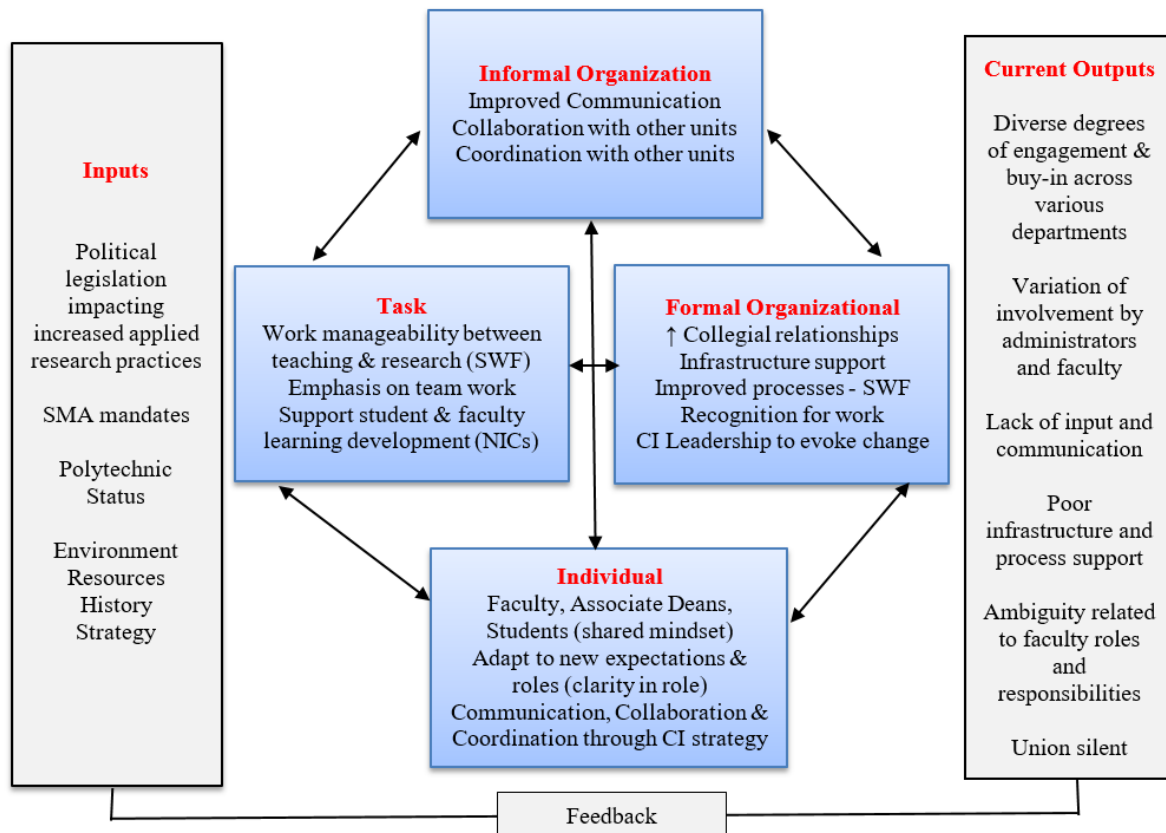 Inputs
Political
legislation
impacting
increased applied
research practices
SMA mandates
Polytechnic
Status
Environment
Resources
History
Strategy
Informal Organization
Improved Communication
Collaboration with other units
Coordination with other units
Task
Work manageability between
teaching & research (SWF)
Emphasis on team work
Support student & faculty
learning development (NICs)
Formal Organizational
↑ Collegial relationships
Infrastructure support
Improved processes - SWF
Recognition for work
CI Leadership to evoke change
Individual
Faculty, Associate Deans,
Students (shared mindset)
Adapt to new expectations &
roles (clarity in role)
Communication, Collaboration &
Coordination through CI strategy
Current Outputs
Diverse degrees
of engagement &
buy-in across
various
departments
Variation of
involvement by
administrators
and faculty
Lack of input and
communication
Poor
infrastructure and
process support
Ambiguity related
to faculty roles
and
responsibilities
Union silent
Feedback